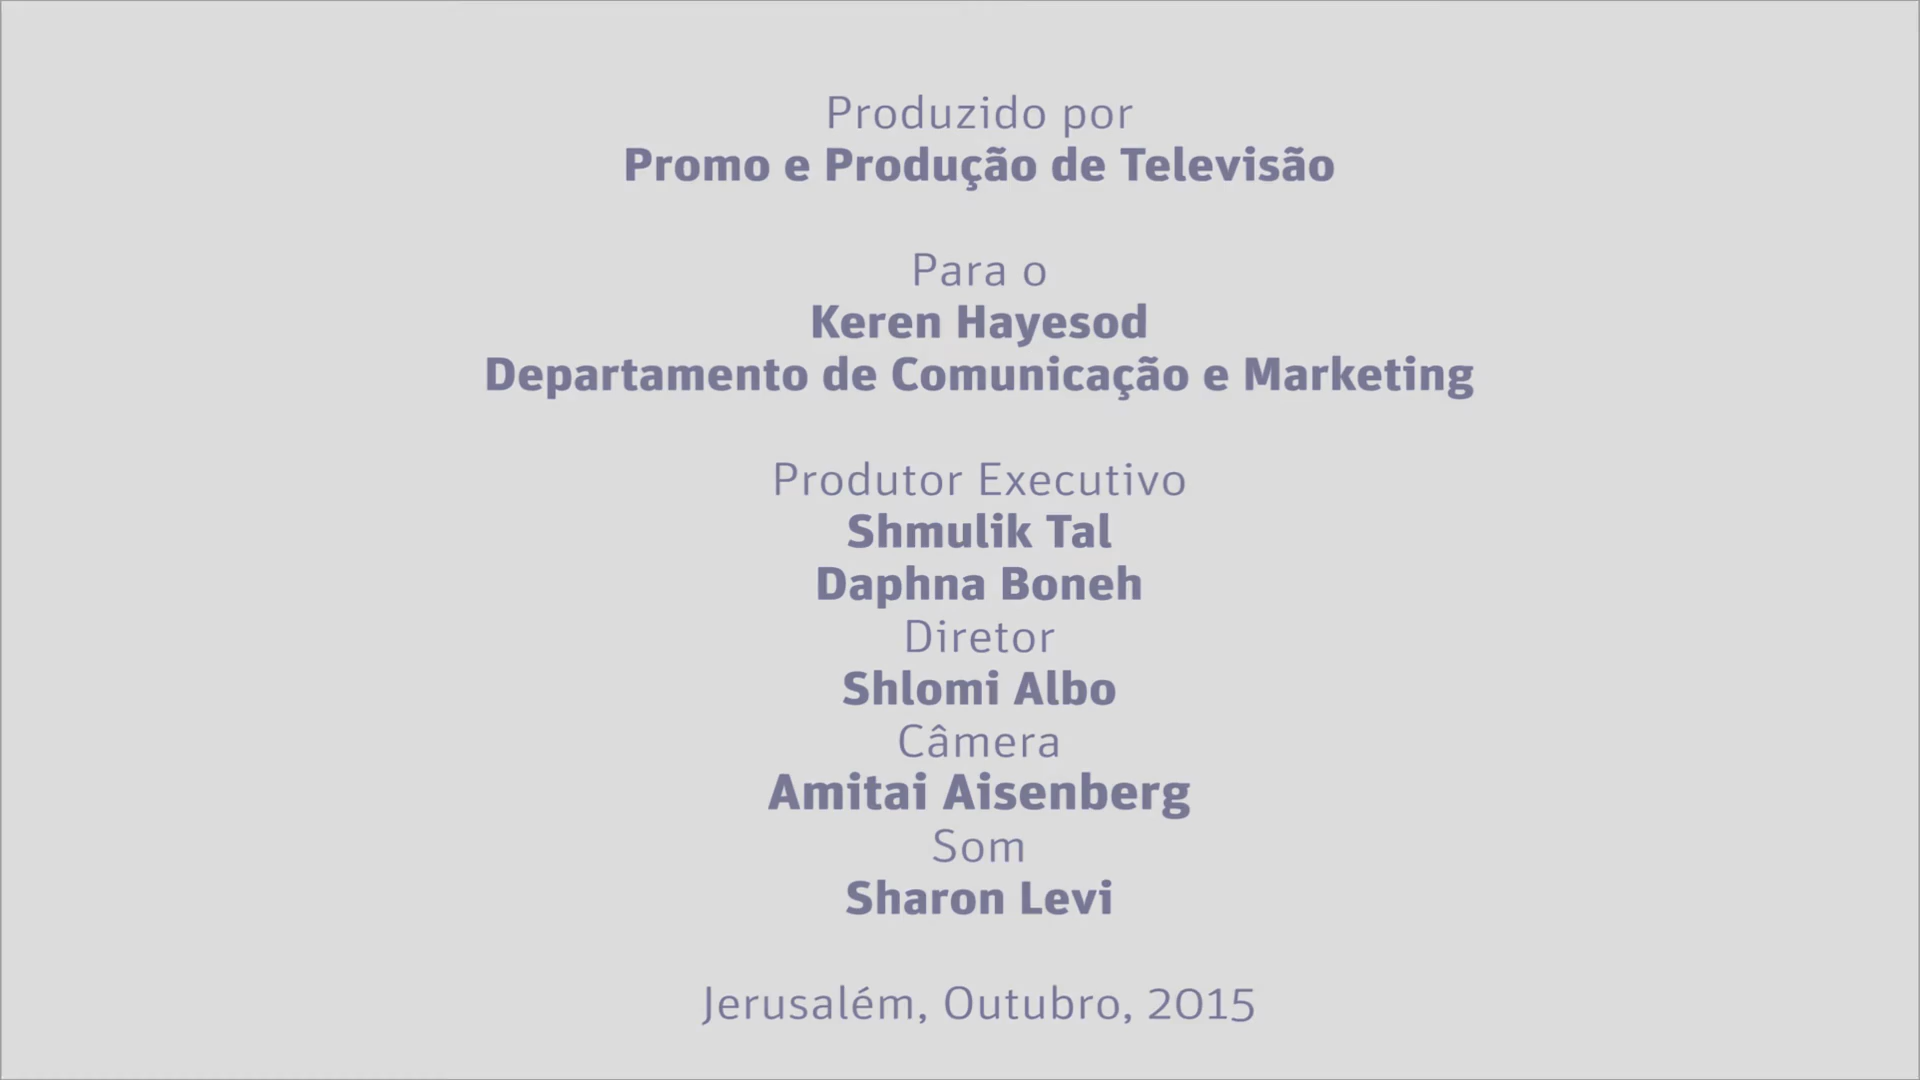 Produzido por
Promo e Produção de Televisão
Para o
Keren Hayesod
Departamento de Comunicação e Marketing
Produtor Executivo
Shmulik Tal
Daphna Boneh
Diretor
Shlomi Albo
Câmera
Amitai Aisenberg
Som
Sharon Levi
Jerusalém, Outubro, 2015